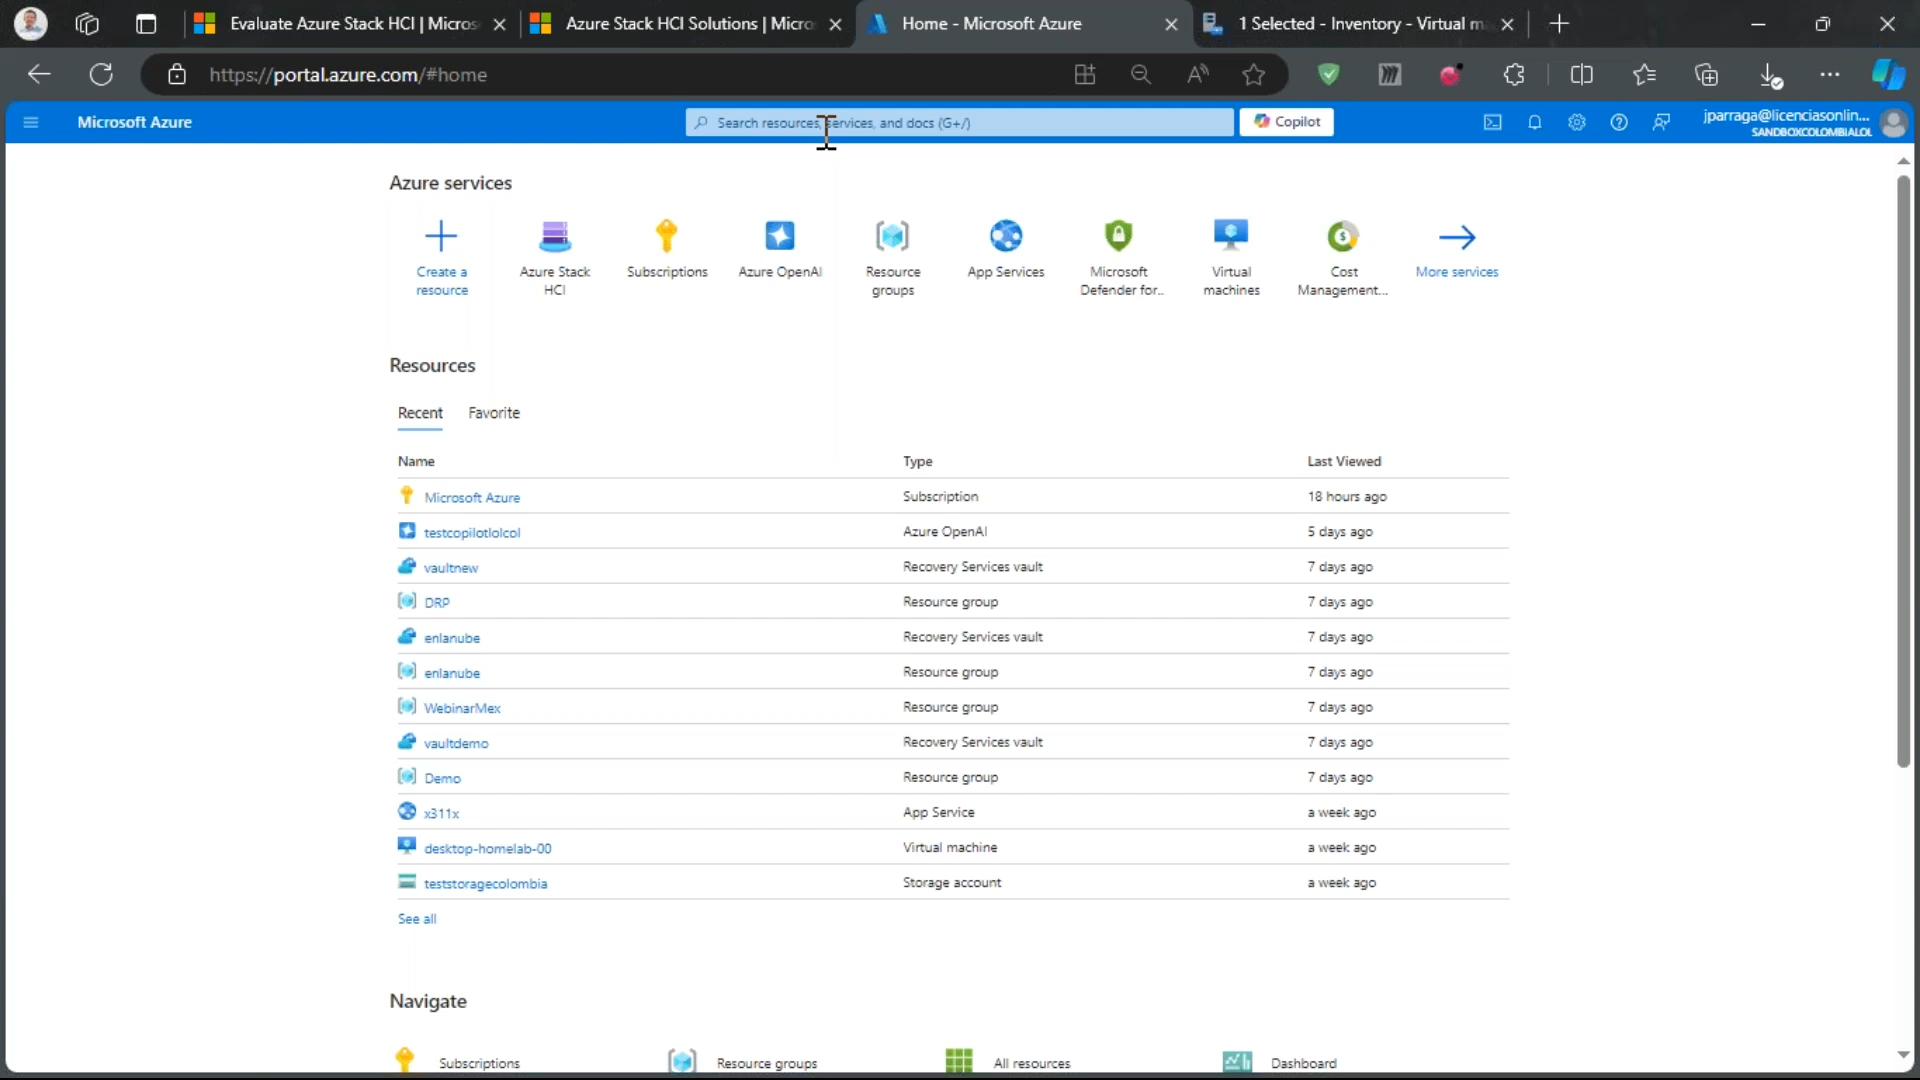 Evaluate Azure Stack HCI | Micros
Azure Stack HCI Solutions | Micro
Home - Microsoft Azure
1 Selected - Inventory - Virtual m
https://portal.azure.com/#home
Microsoft Azure
Search resources, services, and docs (G+/)
Copilot
jparraga@licenciasonlin...
SANDBOXCOLOMBIALOL
Azure services
Create a resource
Azure Stack HCI
Subscriptions
Azure OpenAI
Resource groups
App Services
Microsoft Defender for..
Virtual machines
Cost Management...
More services
Resources
Recent Favorite
Name Type Last Viewed
Microsoft Azure Subscription 18 hours ago
testcopilotlolcol Azure OpenAI 5 days ago
vaultnew Recovery Services vault 7 days ago
DRP Resource group 7 days ago
enlanube Recovery Services vault 7 days ago
enlanube Resource group 7 days ago
WebinarMex Resource group 7 days ago
vaultdemo Recovery Services vault 7 days ago
Demo Resource group 7 days ago
x311x App Service a week ago
desktop-homelab-00 Virtual machine a week ago
teststoragecolombia Storage account a week ago
See all
Navigate
Subscriptions Resource groups All resources Dashboard